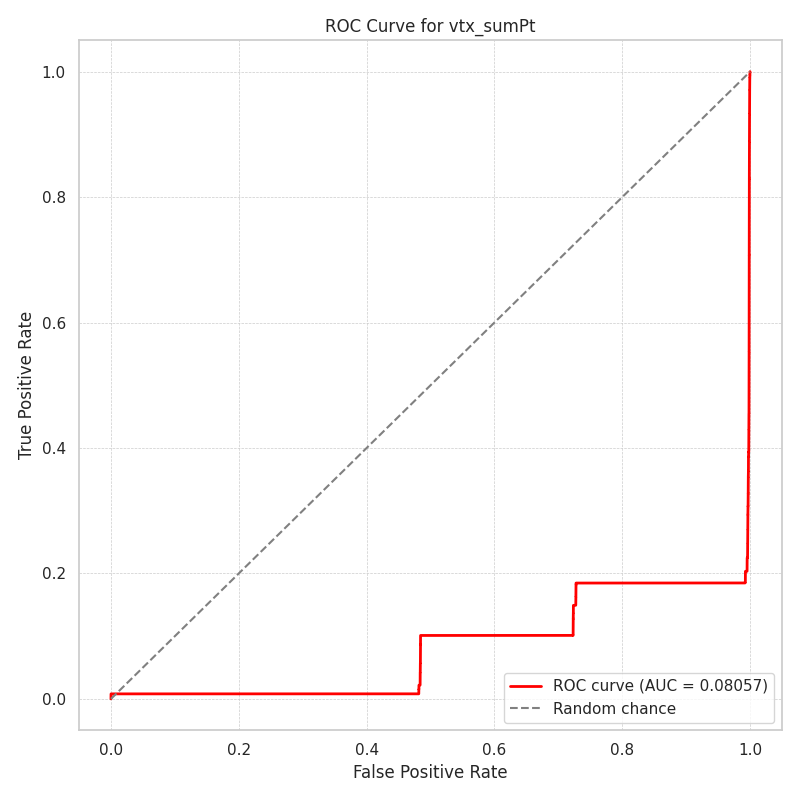 ROC Curve for vtx_sumPt
True Positive Rate
1.0
0.8
0.6
0.4
0.2
0.0
ROC curve (AUC = 0.08057)
Random chance
0.0 0.2 0.4 0.6 0.8 1.0
False Positive Rate